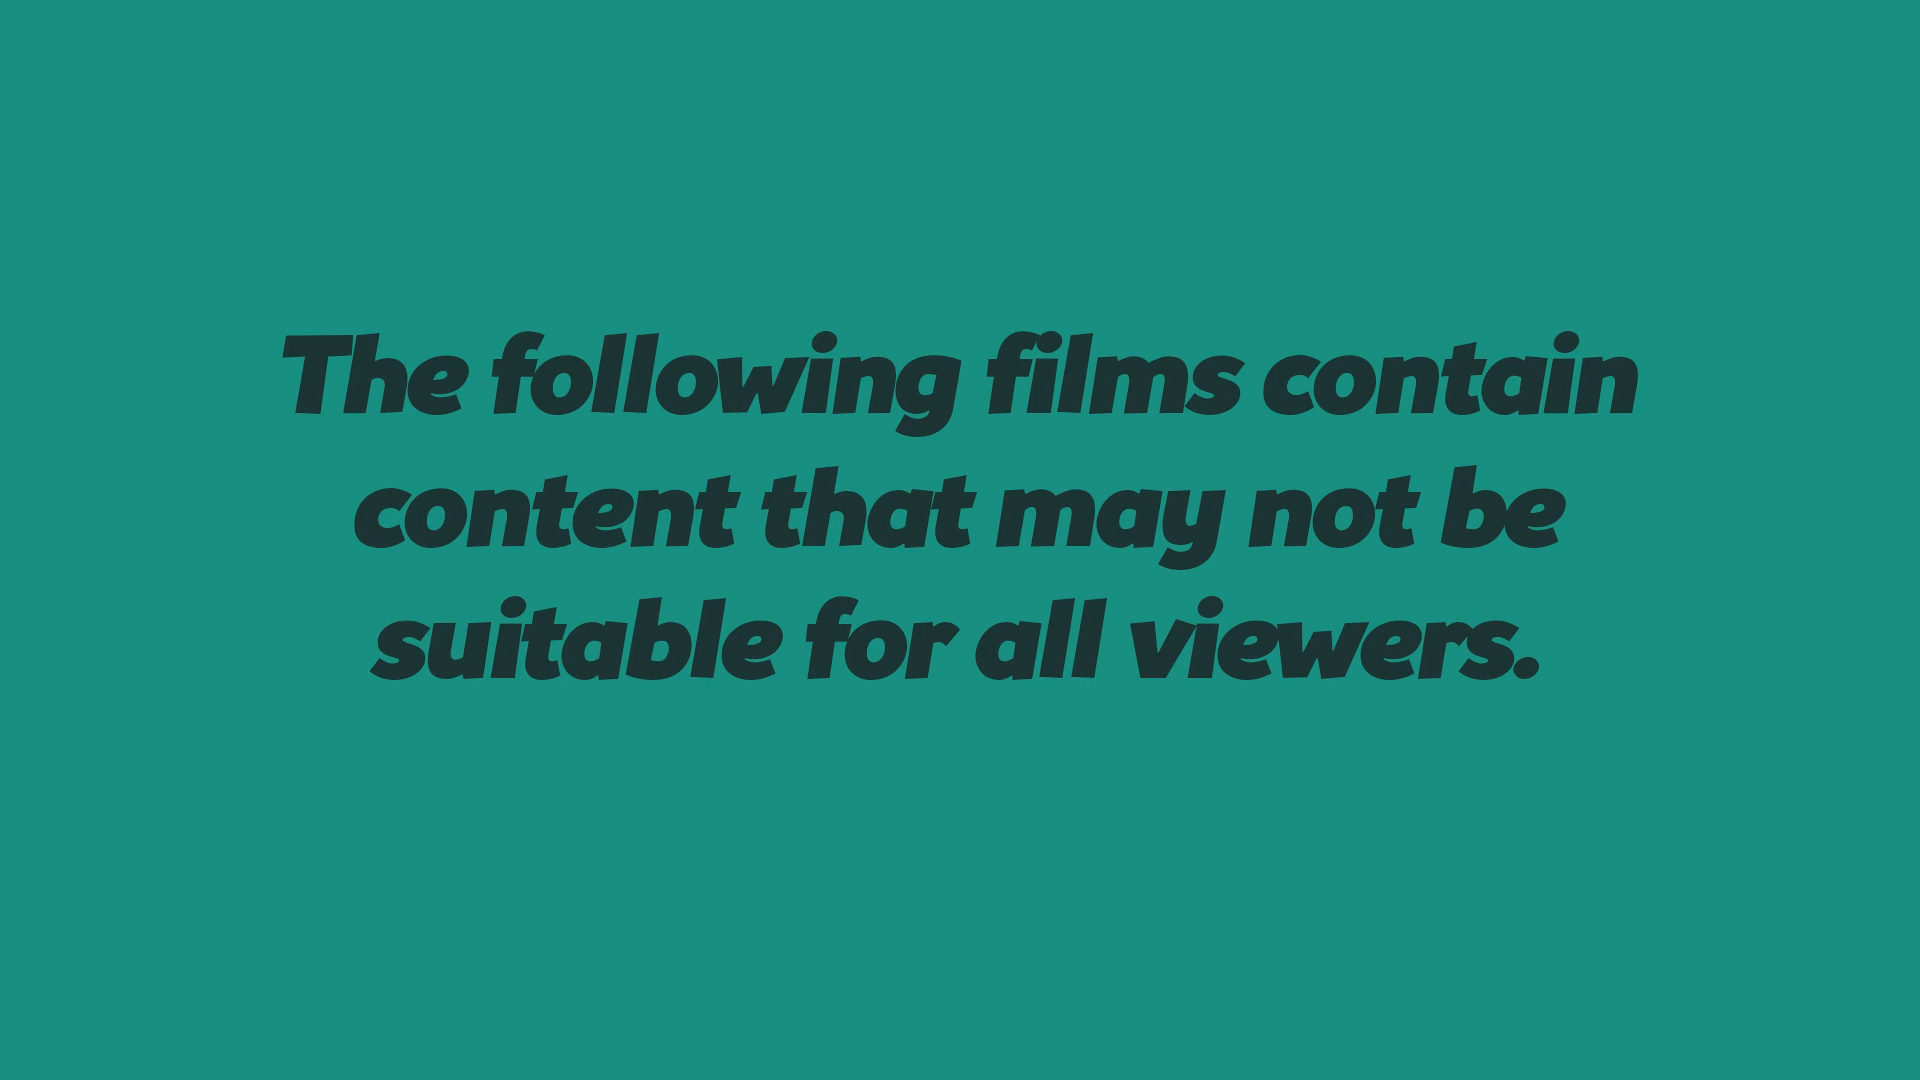 The following films contain
content that may not be
suitable for all viewers.